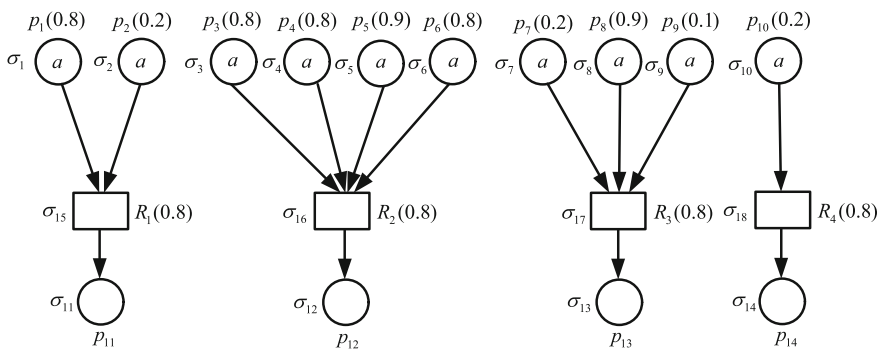 p1(0.8) p2(0.2) p3(0.8) p4(0.8) p5(0.9) p6(0.8) p7(0.2) p8(0.9) p9(0.1) p10(0.2)
σ1 a σ2 a σ3 a σ4 a σ5 a σ6 a σ7 a σ8 a σ9 a σ10 a
σ15 R1(0.8) σ16 R2(0.8) σ17 R3(0.8) σ18 R4(0.8)
σ11 σ12 σ13 σ14
p11 p12 p13 p14